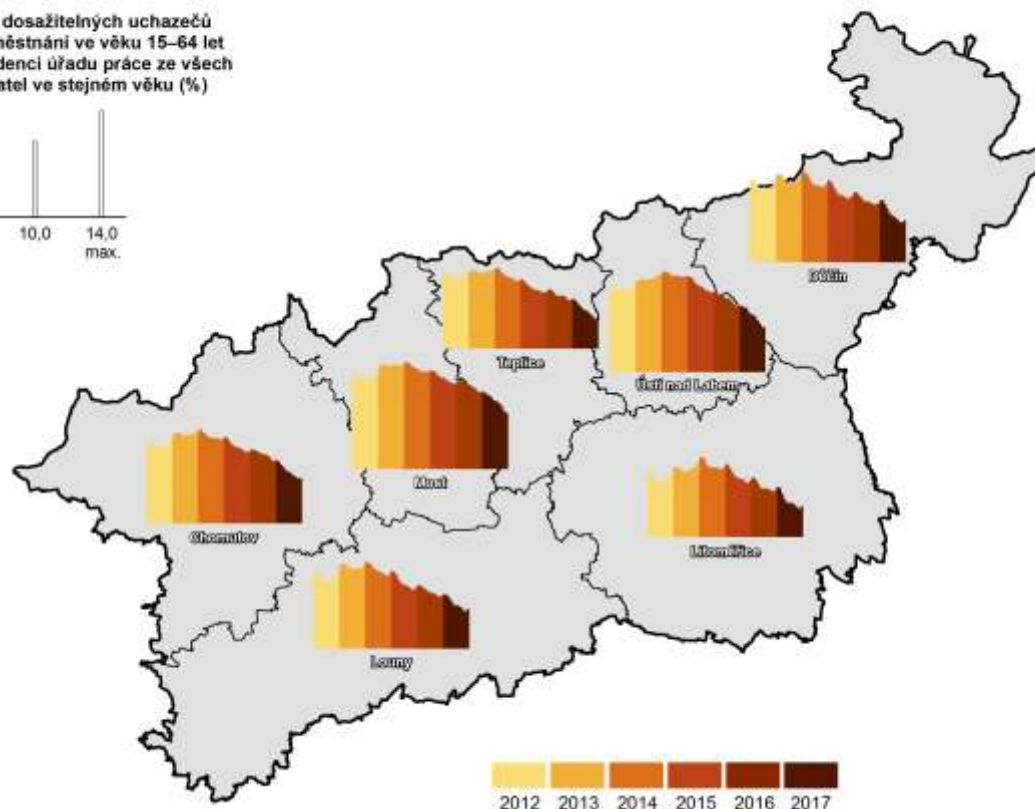 dosažitelných uchazečů
ěstnání ve věku 15–64 let
denci úřadu práce ze všech
atel ve stejném věku (%)
10,0
14,0
max.
Děčín
Teplice
Ústí nad Labem
Most
Chomutov
Litoměřice
Louny
2012 2013 2014 2015 2016 2017